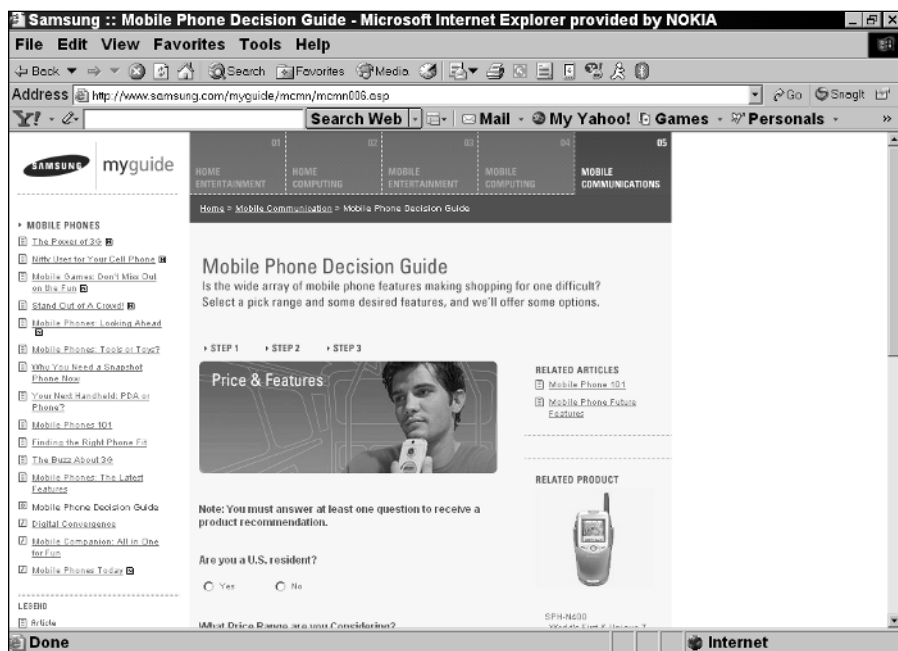 Samsung :: Mobile Phone Decision Guide - Microsoft Internet Explorer provided by NOKIA
File Edit View Favorites Tools Help
Back Search Favorites Media
Address http://www.samsung.com/myguide/mcmn/mcmn006.asp Go SnagIt
Y! Search Web Mail My Yahoo! Games Personals »
SAMSUNG myguide
01 HOME ENTERTAINMENT
02 HOME COMPUTING
03 MOBILE ENTERTAINMENT
04 MOBILE COMPUTING
05 MOBILE COMMUNICATIONS
Home > Mobile Communication > Mobile Phone Decision Guide
MOBILE PHONES
The Power of 3G N
Nifty Uses for Your Cell Phone N
Mobile Games: Don't Miss Out
on the Fun N
Stand Out of A Crowd! N
Mobile Phones: Looking Ahead
N
Mobile Phones: Tools or Toys?
Why You Need a Snapshot
Phone Now
Your Next Handheld: PDA or
Phone?
Mobile Phones 101
Finding the Right Phone Fit
The Buzz About 3G
Mobile Phones: The Latest
Features
Mobile Phone Decision Guide
Digital Convergence
Mobile Companion: All in One
for Fun
Mobile Phones Today N
LEGEND
Article
Mobile Phone Decision Guide
Is the wide array of mobile phone features making shopping for one difficult?
Select a pick range and some desired features, and we'll offer some options.
STEP 1 STEP 2 STEP 3
Price & Features
Note: You must answer at least one question to receive a
product recommendation.
Are you a U.S. resident?
Yes No
What Price Range are you Considering?
RELATED ARTICLES
Mobile Phone 101
Mobile Phone Future
Features
RELATED PRODUCT
SPH-N400
Done Internet